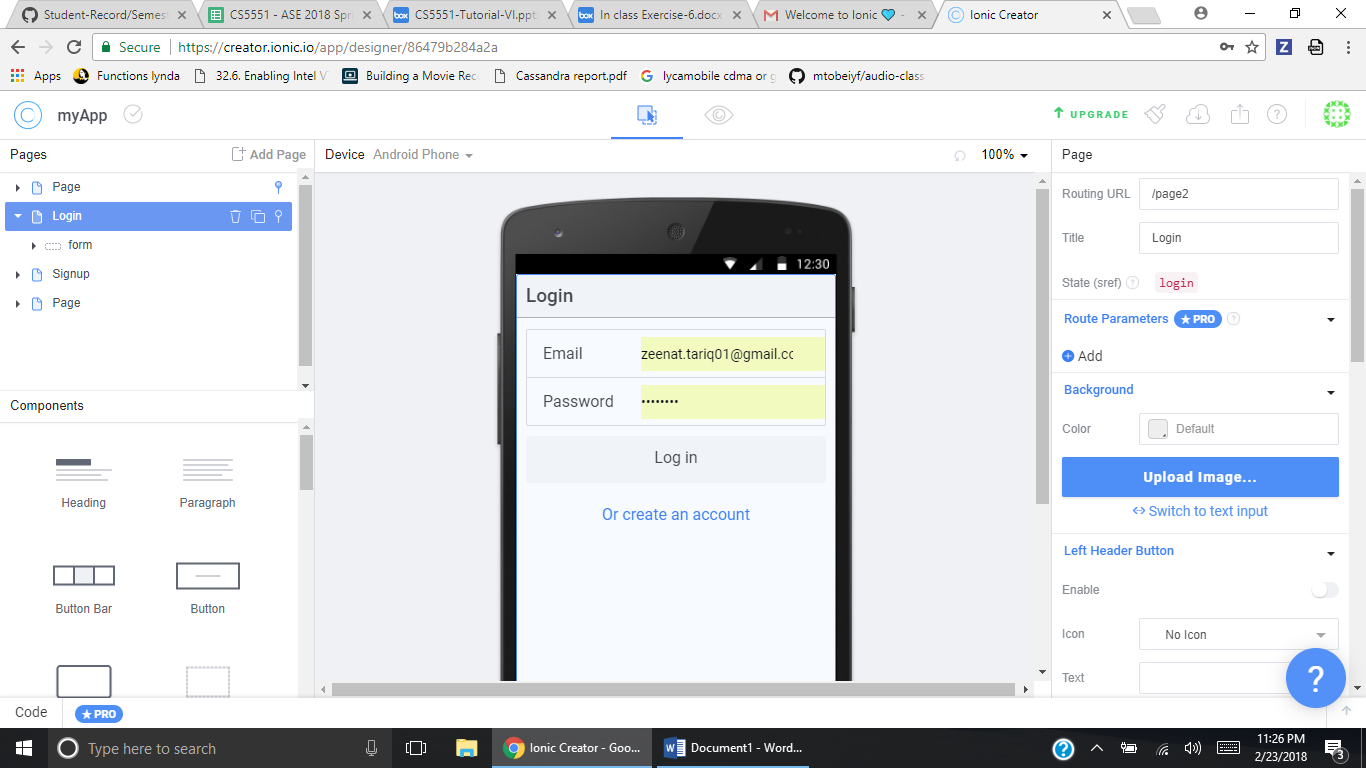 Student-Record/Semes
CS5551 - ASE 2018 Spri
CS5551-Tutorial-VI.ppt
In class Exercise-6.docx
Welcome to Ionic 💙 -
Ionic Creator
Secure https://creator.ionic.io/app/designer/86479b284a2a
Apps
Functions lynda
32.6. Enabling Intel V
Building a Movie Rec
Cassandra report.pdf
lycamobile cdma or g
mtobeiyf/audio-class
myApp
UPGRADE
Pages
Add Page
Page
Login
form
Signup
Page
Components
Heading
Paragraph
Button Bar
Button
Device Android Phone
100%
12:30
Login
Email zeenat.tariq01@gmail.cc
Password ••••••••
Log in
Or create an account
Page
Routing URL /page2
Title Login
State (sref) ? login
Route Parameters ★ PRO ?
Add
Background
Color Default
Upload Image...
Switch to text input
Left Header Button
Enable
Icon No Icon
Text
?
Code ★ PRO
Type here to search
Ionic Creator - Goo...
Document1 - Word...
11:26 PM
2/23/2018
3